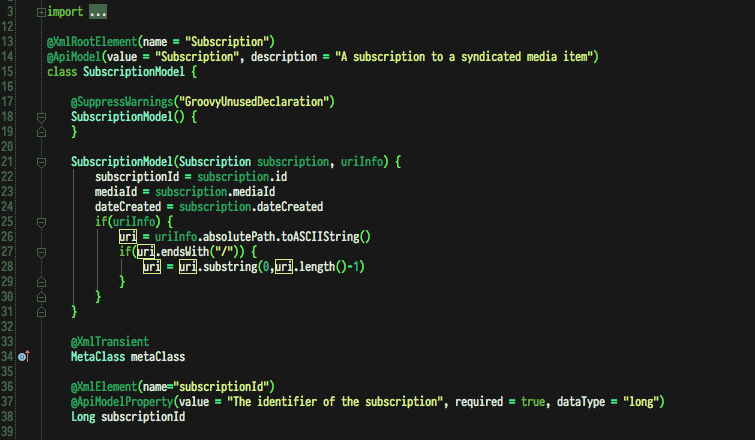 3 import ...
12
13 @XmlRootElement(name = "Subscription")
14 @ApiModel(value = "Subscription", description = "A subscription to a syndicated media item")
15 class SubscriptionModel {
16
17 @SuppressWarnings("GroovyUnusedDeclaration")
18 SubscriptionModel() {
19 }
20
21 SubscriptionModel(Subscription subscription, uriInfo) {
22 subscriptionId = subscription.id
23 mediaId = subscription.mediaId
24 dateCreated = subscription.dateCreated
25 if(uriInfo) {
26 uri = uriInfo.absolutePath.toASCIIString()
27 if(uri.endsWith("/")) {
28 uri = uri.substring(0,uri.length()-1)
29 }
30 }
31 }
32
33 @XmlTransient
34 MetaClass metaClass
35
36 @XmlElement(name="subscriptionId")
37 @ApiModelProperty(value = "The identifier of the subscription", required = true, dataType = "long")
38 Long subscriptionId
39